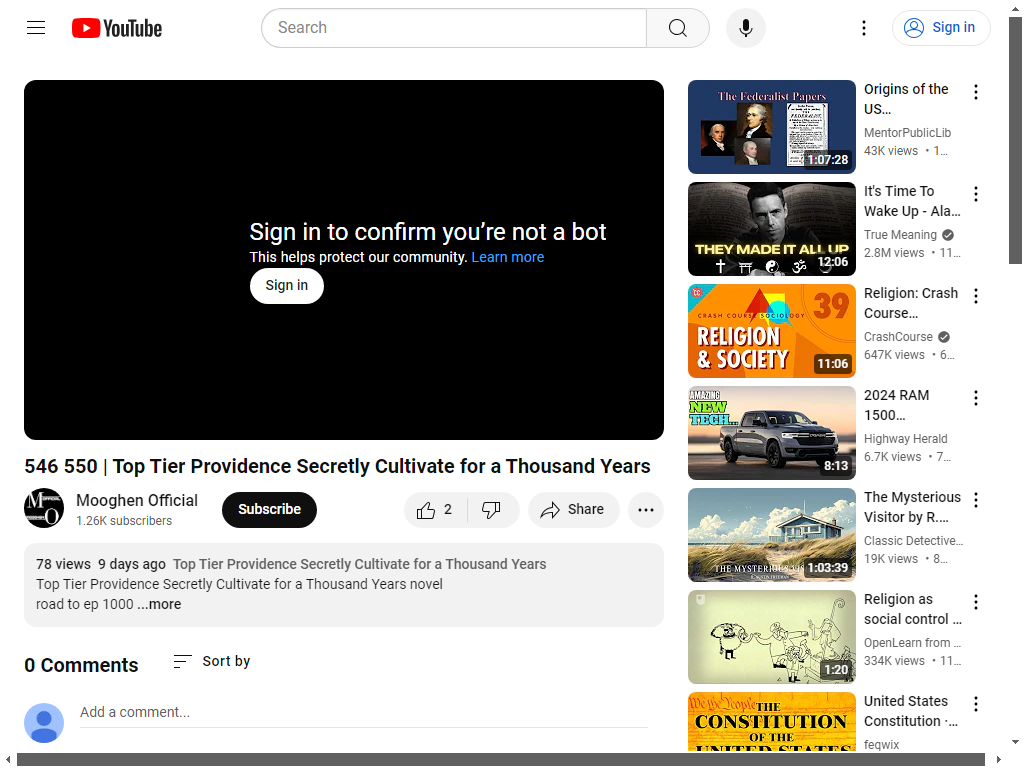 YouTube
Search
Sign in
Sign in to confirm you’re not a bot
This helps protect our community. Learn more
Sign in
546 550 | Top Tier Providence Secretly Cultivate for a Thousand Years
Mooghen Official
1.26K subscribers
Subscribe
2
Share
78 views 9 days ago Top Tier Providence Secretly Cultivate for a Thousand Years
Top Tier Providence Secretly Cultivate for a Thousand Years novel
road to ep 1000 ...more
0 Comments
Sort by
Add a comment...
The Federalist Papers
1:07:28
Origins of the
US...
MentorPublicLib
43K views • 1...
THEY MADE IT ALL UP
12:06
It's Time To
Wake Up - Ala...
True Meaning
2.8M views • 11...
CC
CRASH COURSE SOCIOLOGY
39
RELIGION
& SOCIETY
11:06
Religion: Crash
Course...
CrashCourse
647K views • 6...
AMAZING
NEW
TECH...
8:13
2024 RAM
1500...
Highway Herald
6.7K views • 7...
THE MYSTERIOUS
1:03:39
The Mysterious
Visitor by R....
Classic Detective...
19K views • 8...
1:20
Religion as
social control ...
OpenLearn from ...
334K views • 11...
We the People THE
CONSTITUTION
OF THE
UNITED STATES
United States
Constitution ·...
feqwix